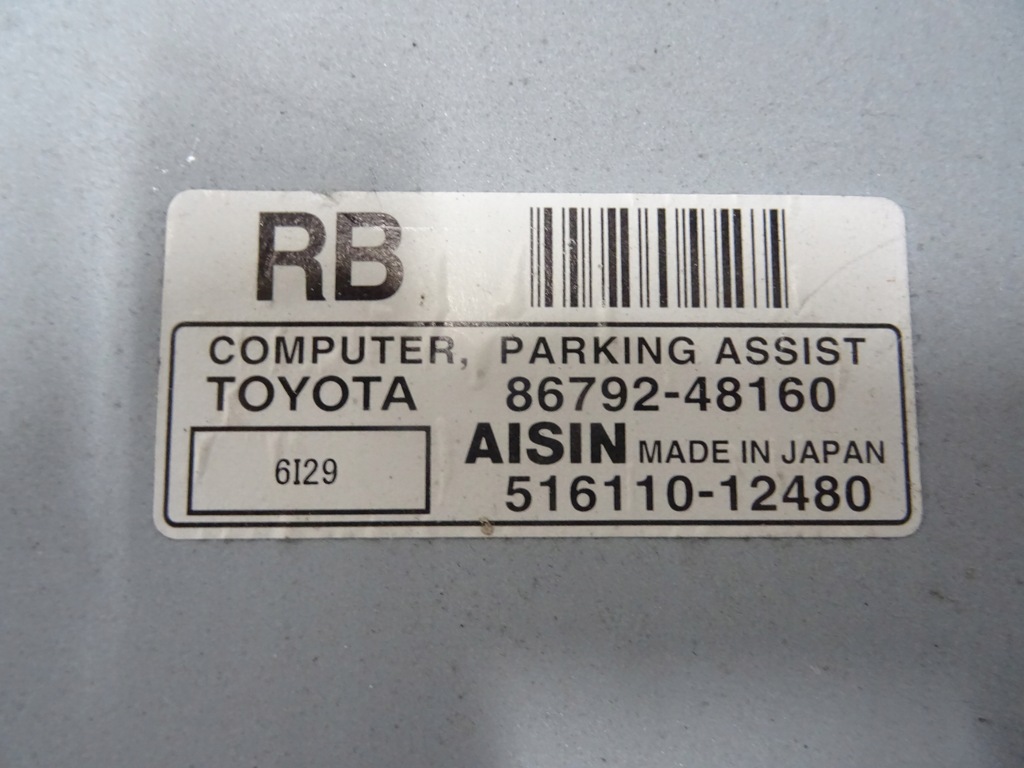 RB
COMPUTER, PARKING ASSIST
TOYOTA 86792-48160
6I29
AISIN MADE IN JAPAN
516110-12480